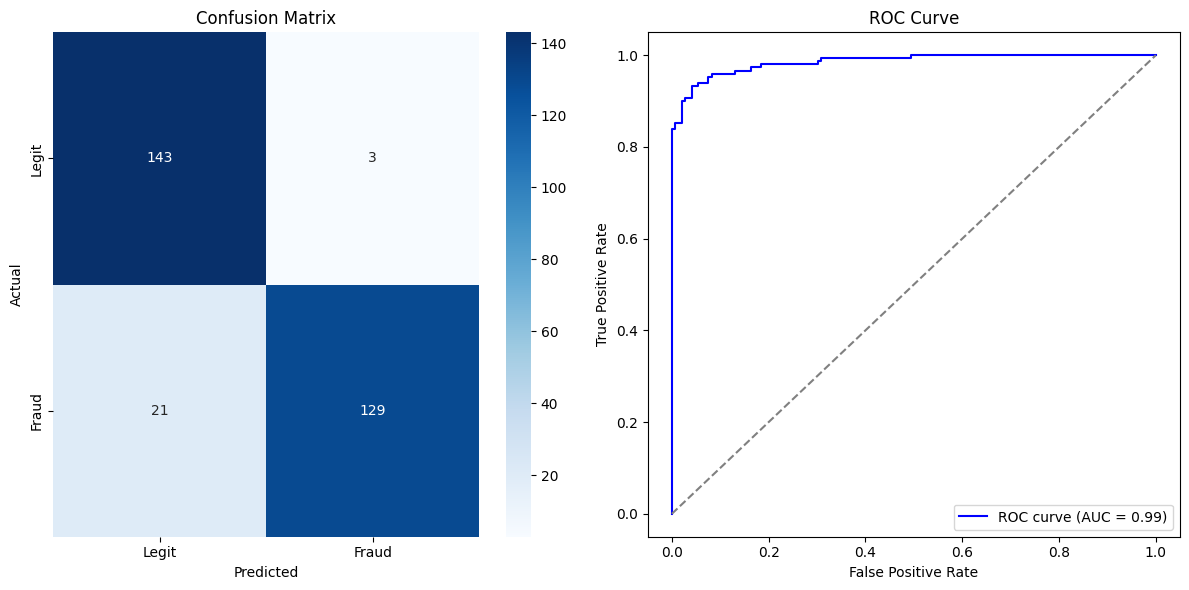 Confusion Matrix
Legit
Fraud
Actual
143
3
21
129
Legit
Fraud
Predicted
140
120
100
80
60
40
20
ROC Curve
True Positive Rate
1.0
0.8
0.6
0.4
0.2
0.0
0.0
0.2
0.4
0.6
0.8
1.0
False Positive Rate
ROC curve (AUC = 0.99)